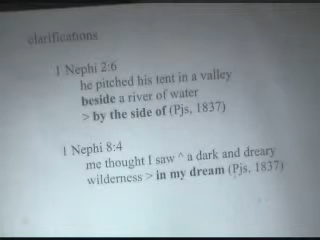 clarifications
1 Nephi 2:6
he pitched his tent in a valley
beside a river of water
> by the side of (Pjs, 1837)
1 Nephi 8:4
me thought I saw ^ a dark and dreary
wilderness > in my dream (Pjs, 1837)